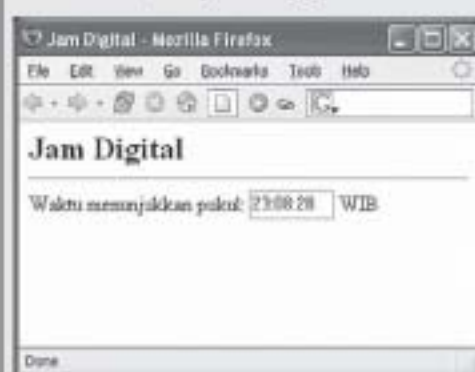 Jam Digital - Mozilla Firefox
File Edit View Go Bookmarks Tools Help
Go G
Jam Digital
Waktu menunjukkan pukul: 23:08:28 WIB
Done